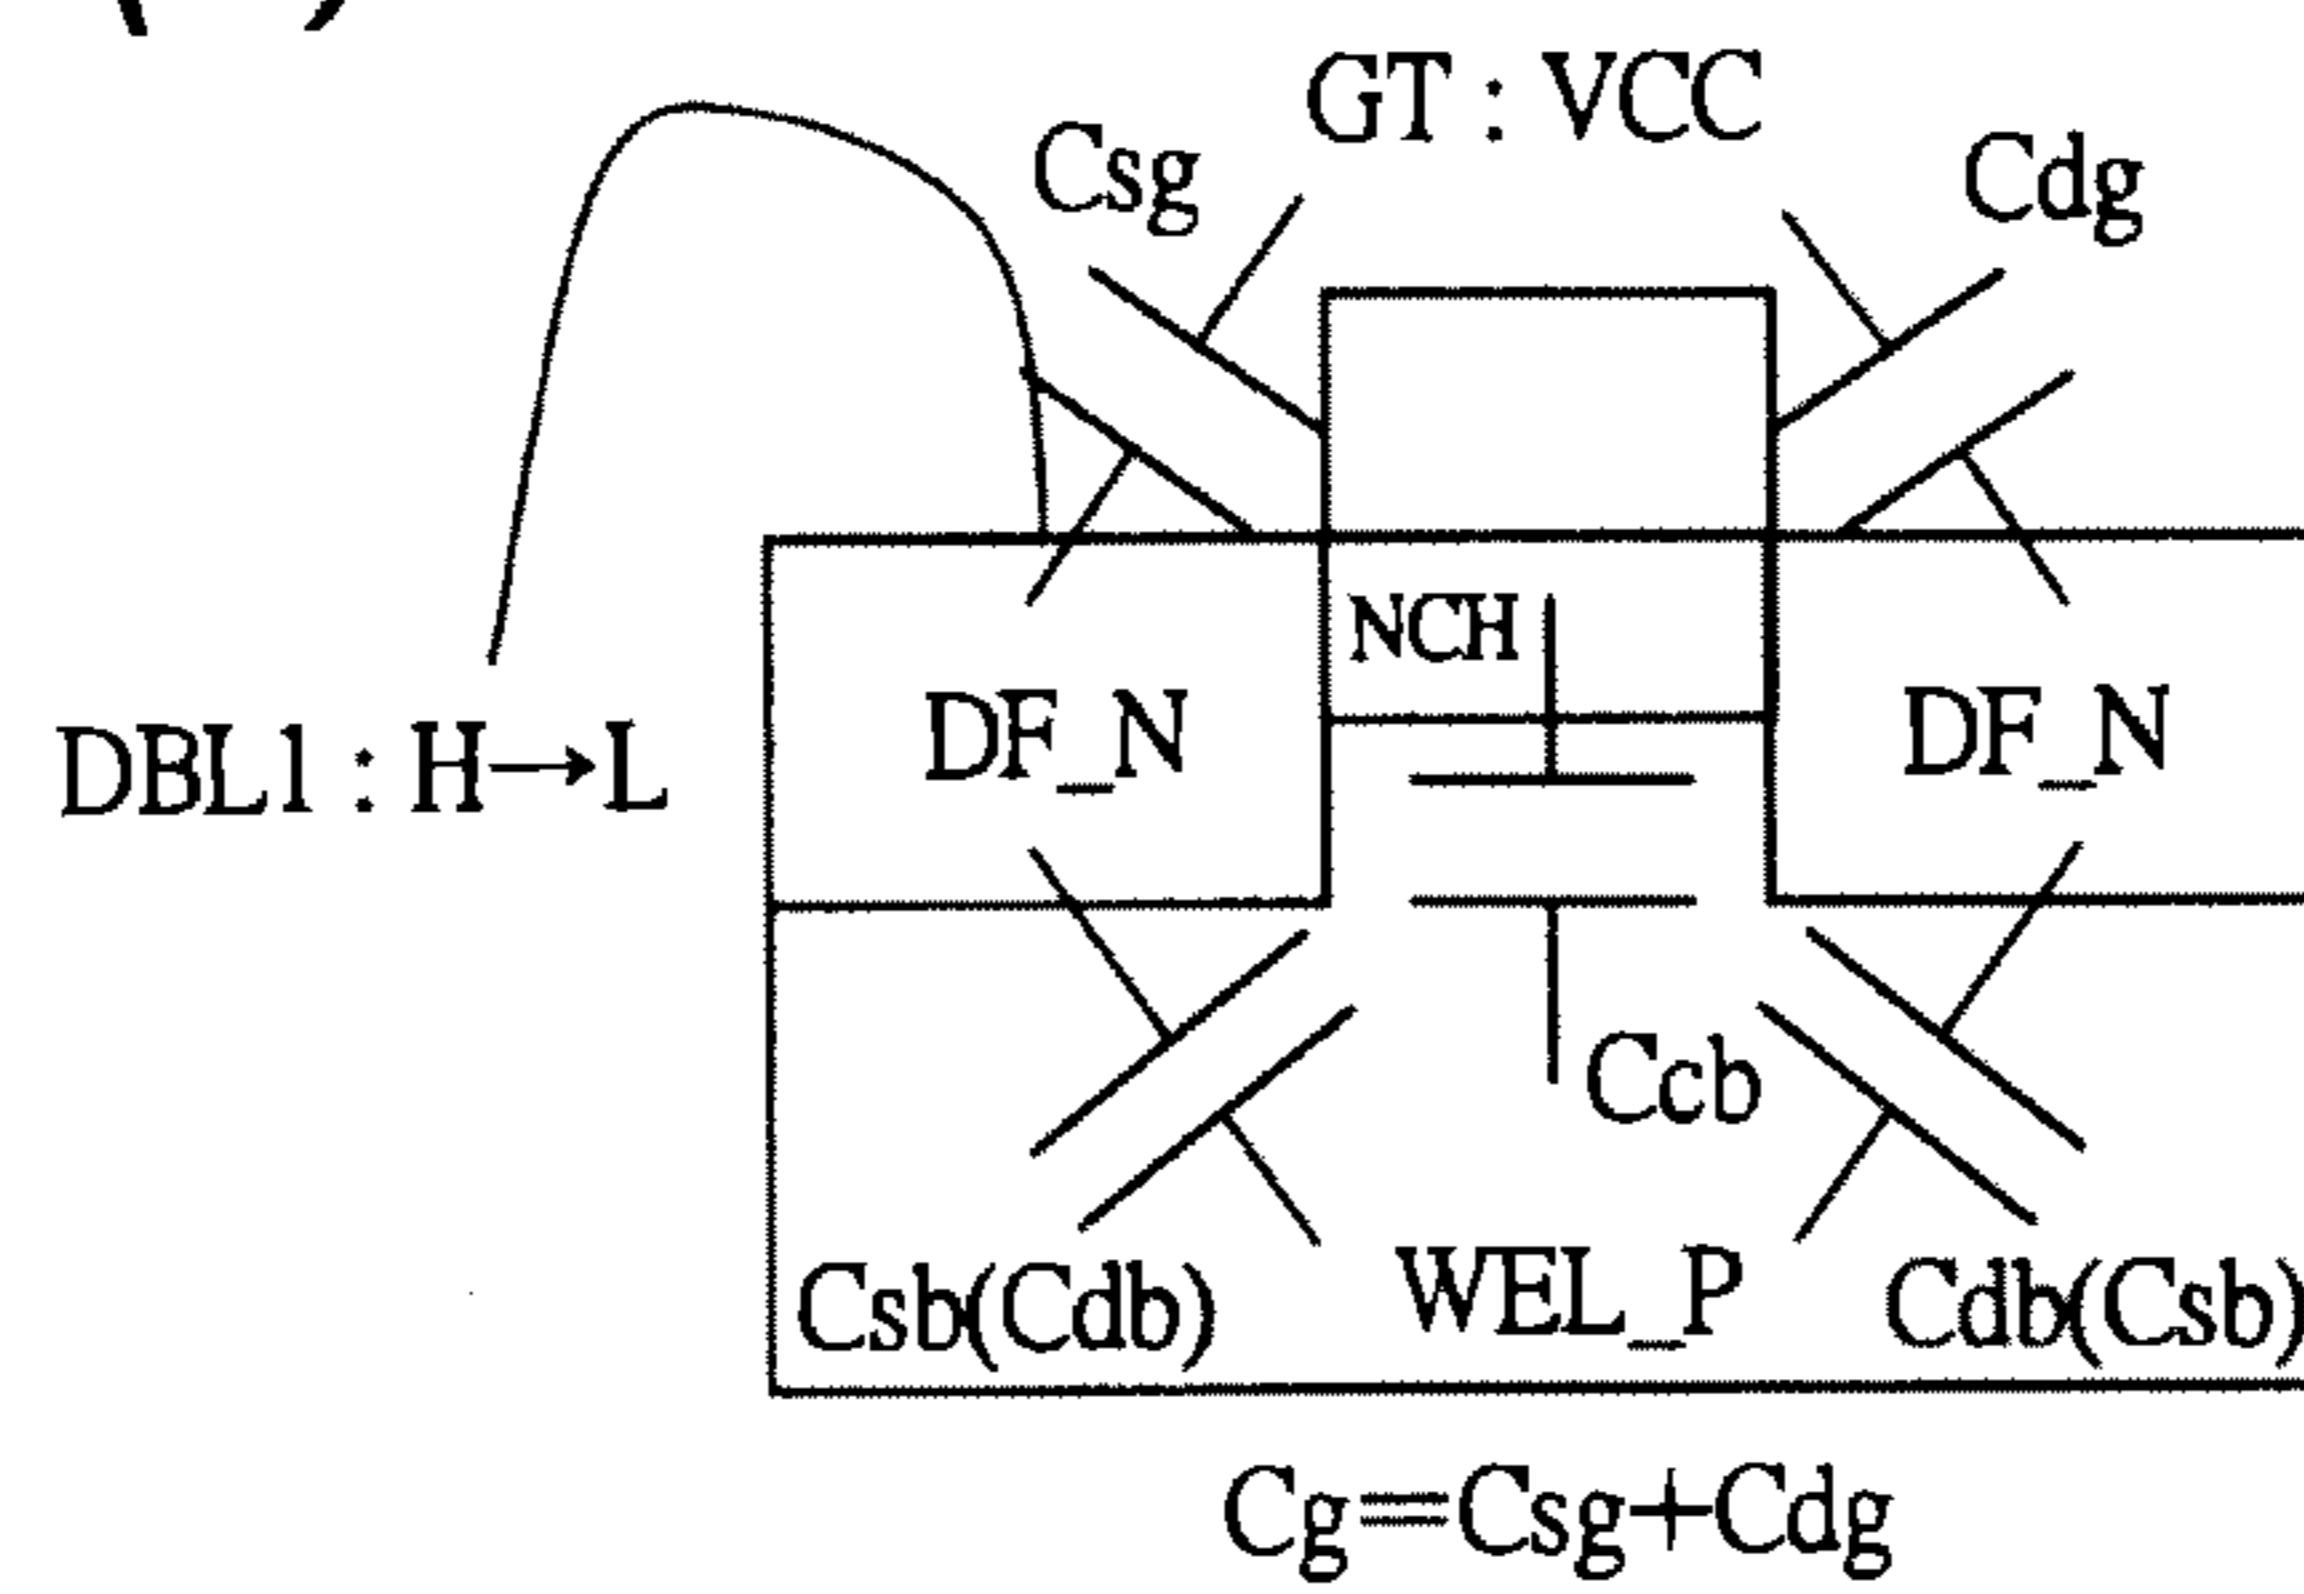 GT : VCC
Csg
Cdg
NCH
DF_N
DF_N
DBL1 : H→L
Ccb
Csb(Cdb)
WEL_P
Cdb(Csb)
Cg=Csg+Cdg